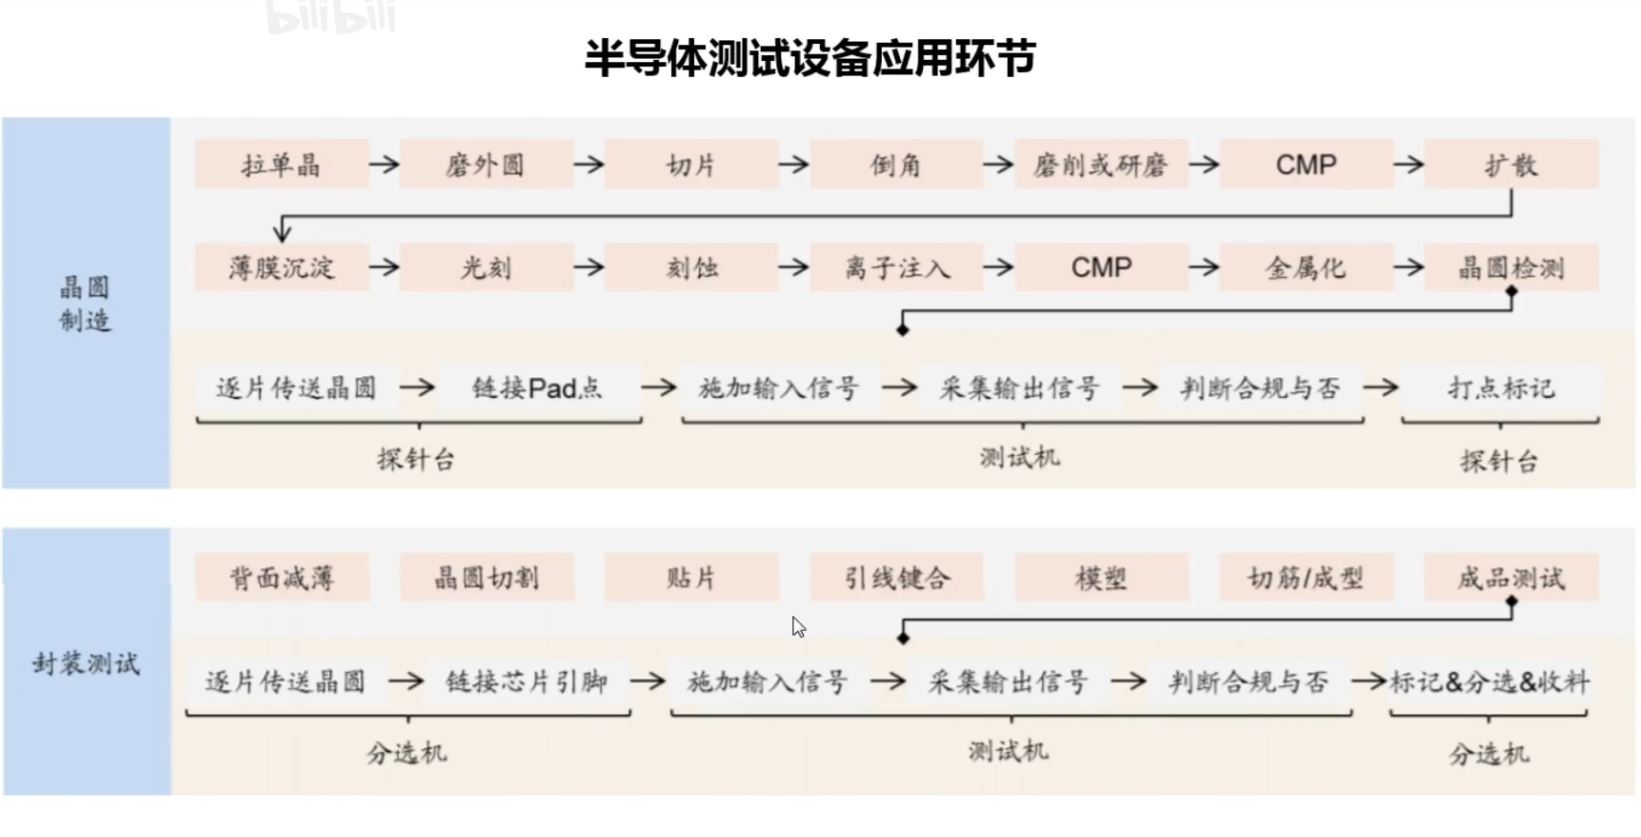 bilibili
半导体测试设备应用环节
拉单晶 磨外圆 切片 倒角 磨削或研磨 CMP 扩散
薄膜沉淀 光刻 刻蚀 离子注入 CMP 金属化 晶圆检测
晶圆
制造
逐片传送晶圆 链接Pad点 施加输入信号 采集输出信号 判断合规与否 打点标记
探针台 测试机 探针台
背面减薄 晶圆切割 贴片 引线键合 模塑 切筋/成型 成品测试
封装测试
逐片传送晶圆 链接芯片引脚 施加输入信号 采集输出信号 判断合规与否 标记&分选&收料
分选机 测试机 分选机